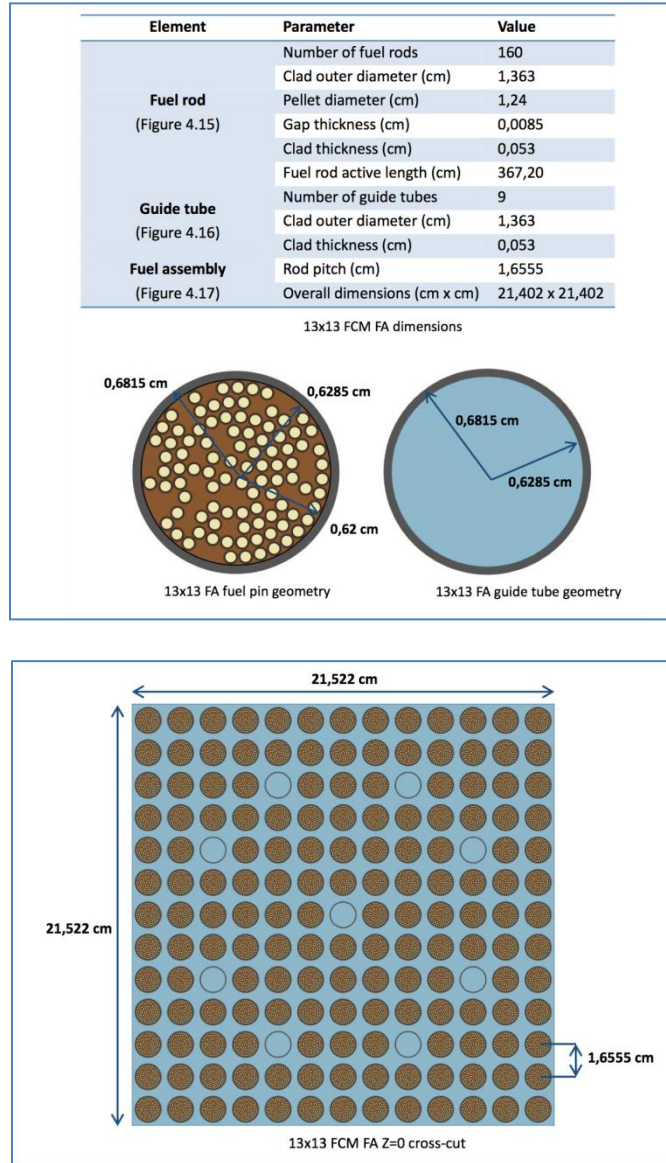 Element Parameter Value
Number of fuel rods 160
Clad outer diameter (cm) 1,363
Fuel rod Pellet diameter (cm) 1,24
(Figure 4.15) Gap thickness (cm) 0,0085
Clad thickness (cm) 0,053
Fuel rod active length (cm) 367,20
Guide tube Number of guide tubes 9
(Figure 4.16) Clad outer diameter (cm) 1,363
Clad thickness (cm) 0,053
Fuel assembly Rod pitch (cm) 1,6555
(Figure 4.17) Overall dimensions (cm x cm) 21,402 x 21,402
13x13 FCM FA dimensions
0,6815 cm
0,6285 cm
0,62 cm
13x13 FA fuel pin geometry
0,6815 cm
0,6285 cm
13x13 FA guide tube geometry
21,522 cm
21,522 cm
1,6555 cm
13x13 FCM FA Z=0 cross-cut